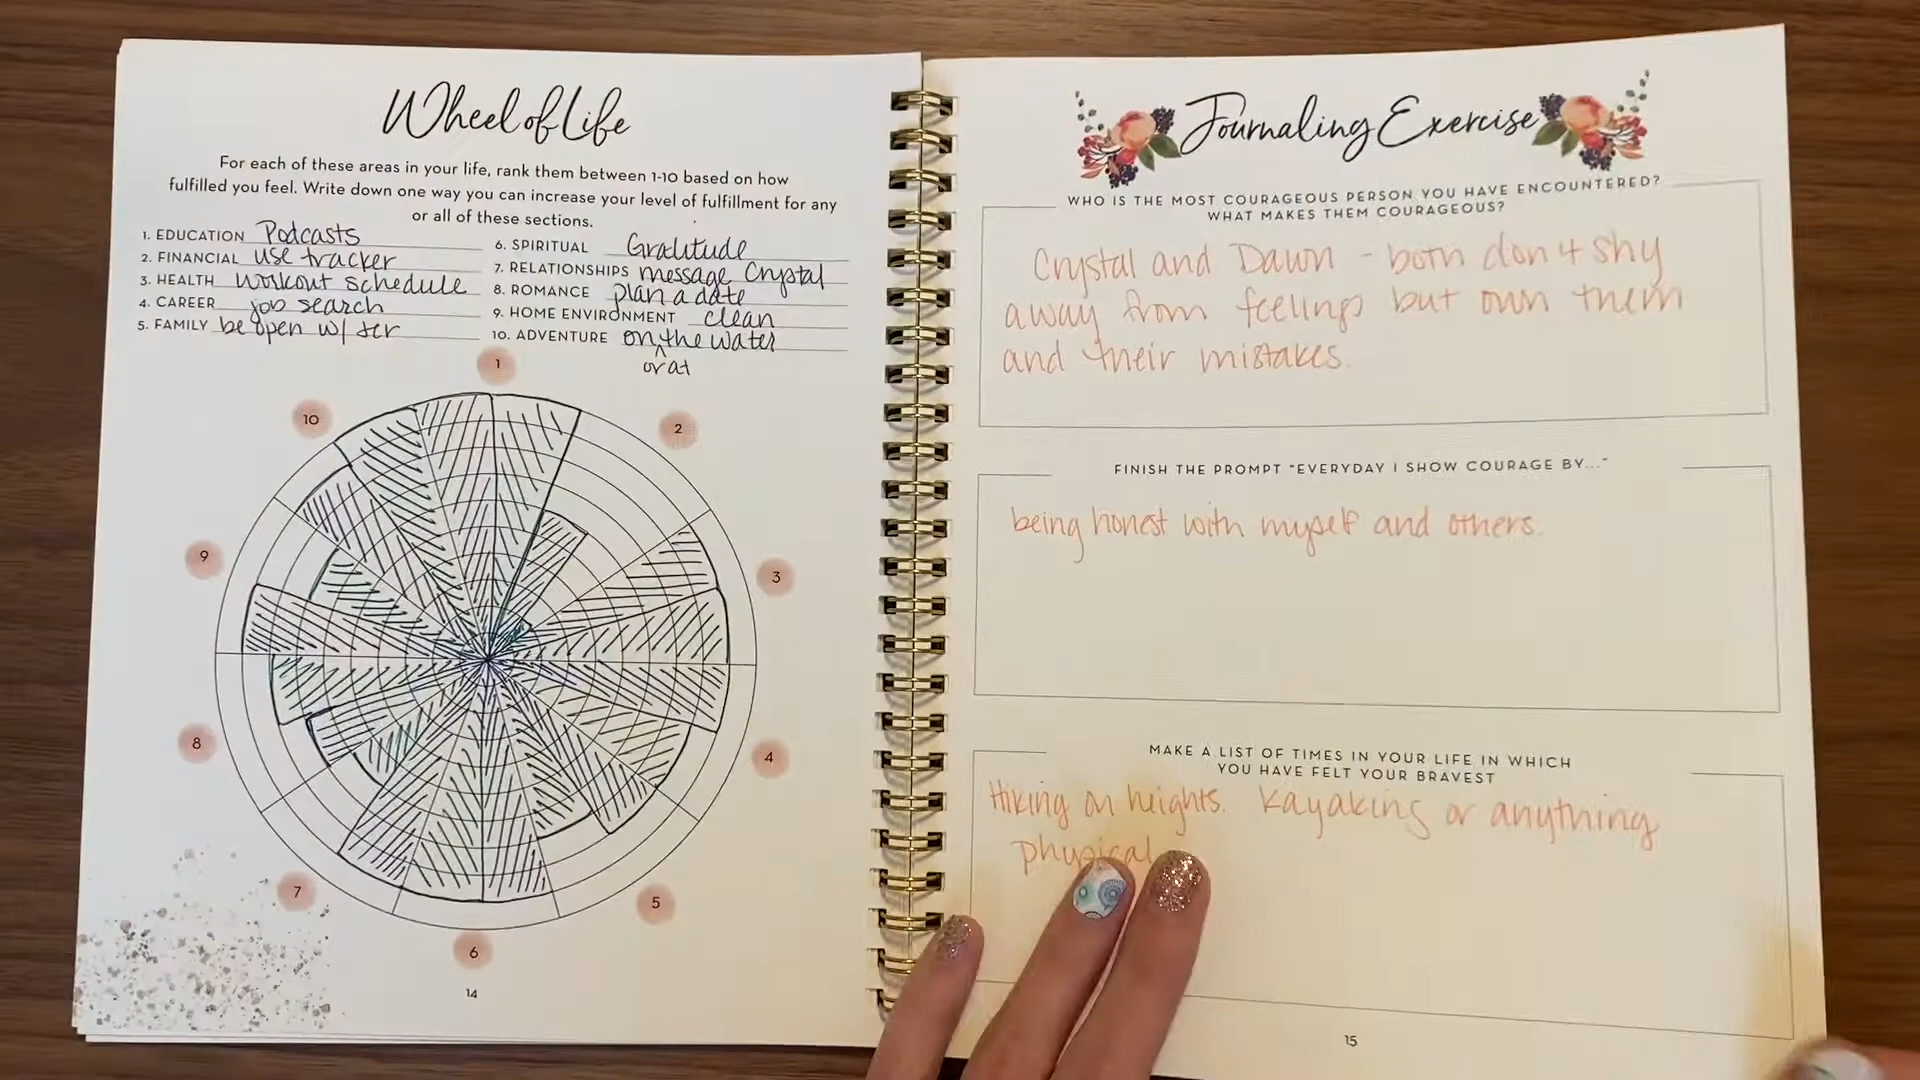 Wheel of Life
For each of these areas in your life, rank them between 1-10 based on how
fulfilled you feel. Write down one way you can increase your level of fulfillment for any
or all of these sections.
1. EDUCATION Podcasts
2. FINANCIAL use tracker
3. HEALTH workout schedule
4. CAREER job search
5. FAMILY be open w/
6. SPIRITUAL Gratitude
7. RELATIONSHIPS message Crystal
8. ROMANCE plan a date
9. HOME ENVIRONMENT clean
10. ADVENTURE on the water
^
or at
1
2
3
4
5
6
7
8
9
10
14
Journaling Exercise
WHO IS THE MOST COURAGEOUS PERSON YOU HAVE ENCOUNTERED?
WHAT MAKES THEM COURAGEOUS?
Crystal and Dawn - both don't shy
away from feelings but own them
and their mistakes.
FINISH THE PROMPT "EVERYDAY I SHOW COURAGE BY..."
being honest with myself and others.
MAKE A LIST OF TIMES IN YOUR LIFE IN WHICH
YOU HAVE FELT YOUR BRAVEST
Hiking on heights. Kayaking or anything
physical
15